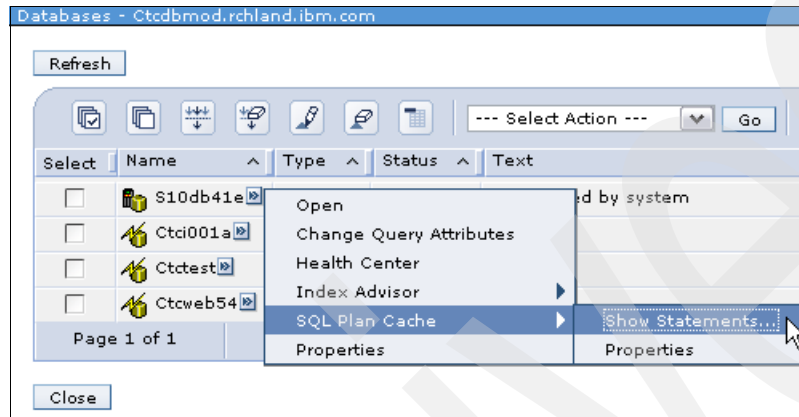 Databases - Ctcdbmod.rchland.ibm.com
Refresh
--- Select Action --- Go
Select Name Type Status Text
S10db41e ed by system
Ctci001a
Ctctest
Ctcweb54
Open
Change Query Attributes
Health Center
Index Advisor
SQL Plan Cache
Properties
Show Statements...
Properties
Page 1 of 1
Close